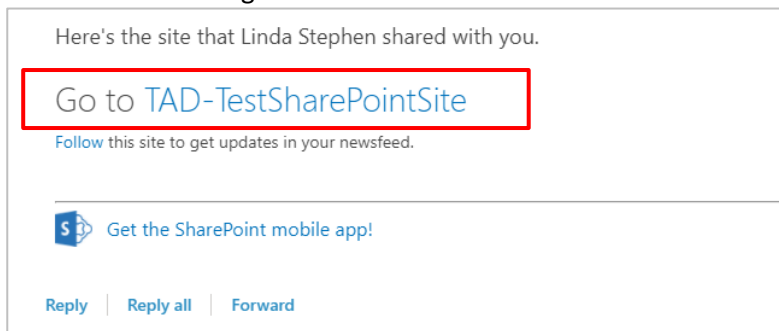 Here's the site that Linda Stephen shared with you.
Go to TAD-TestSharePointSite
Follow this site to get updates in your newsfeed.
S Get the SharePoint mobile app!
Reply Reply all Forward